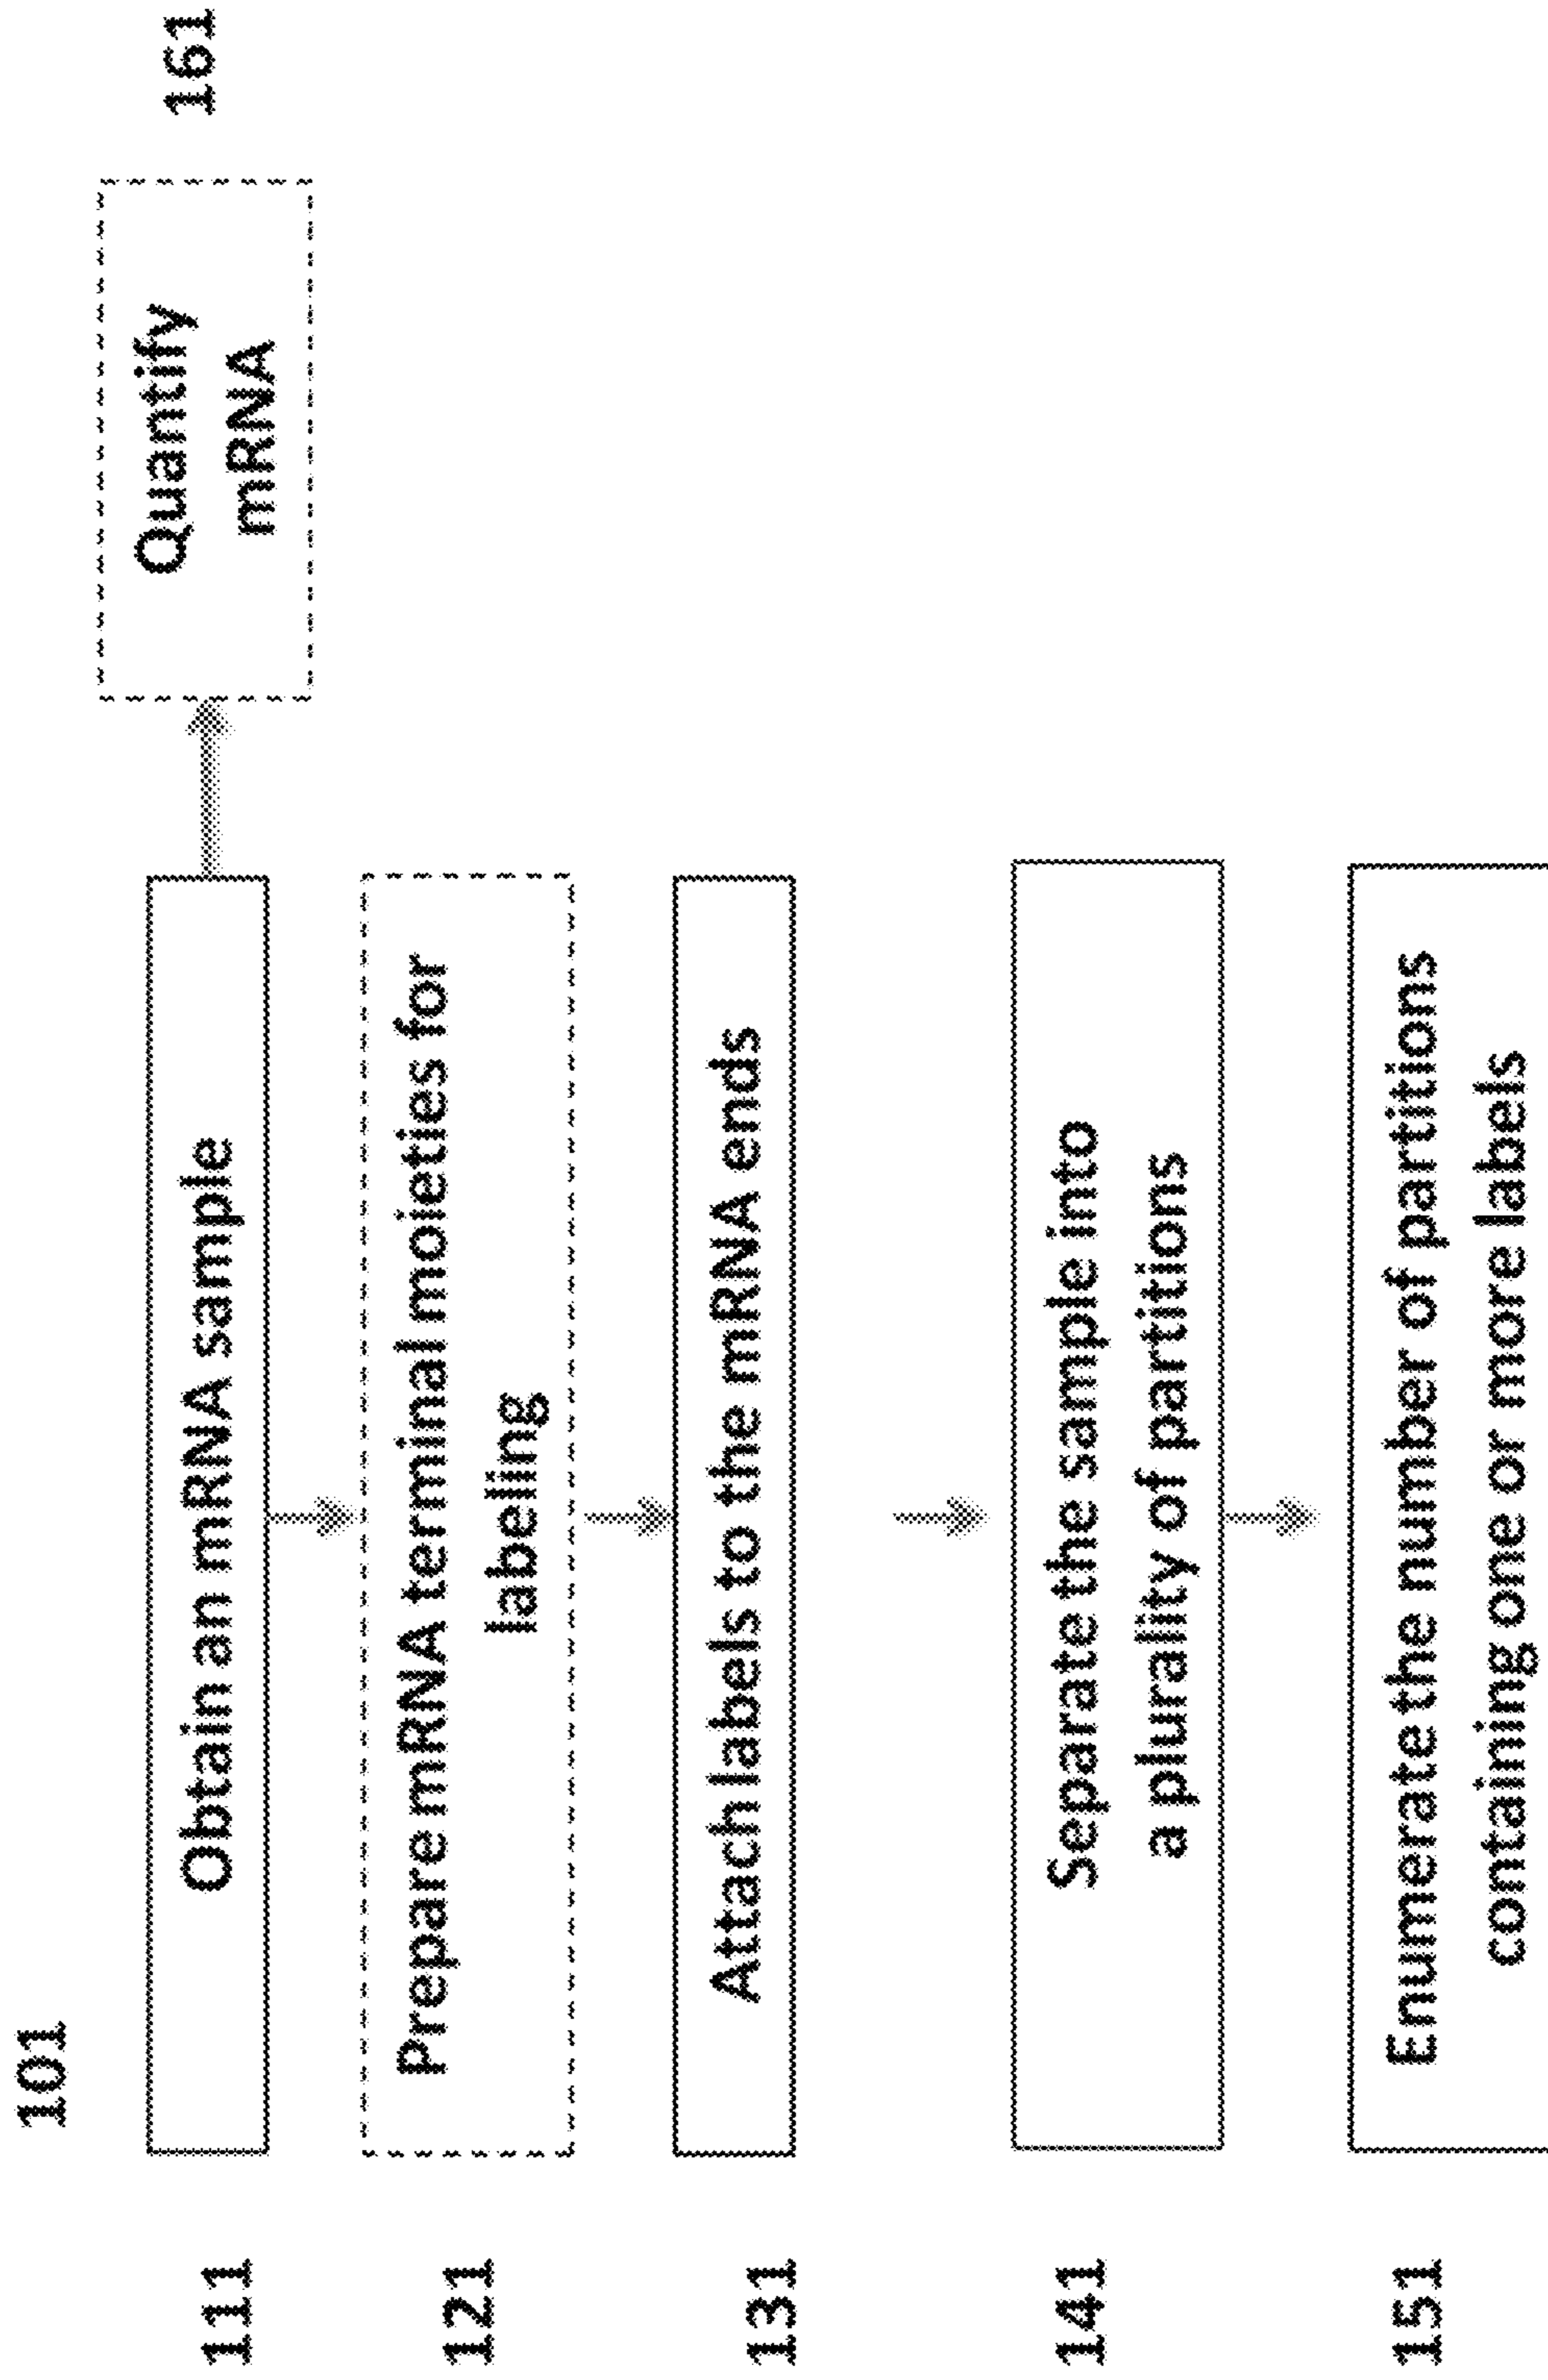 101
111
Obtain an mRNA sample
Quantify
mRNA
161
121
Prepare mRNA terminal moieties for
labeling
131
Attach labels to the mRNA ends
141
Separate the sample into
a plurality of partitions
151
Enumerate the number of partitions
containing one or more labels